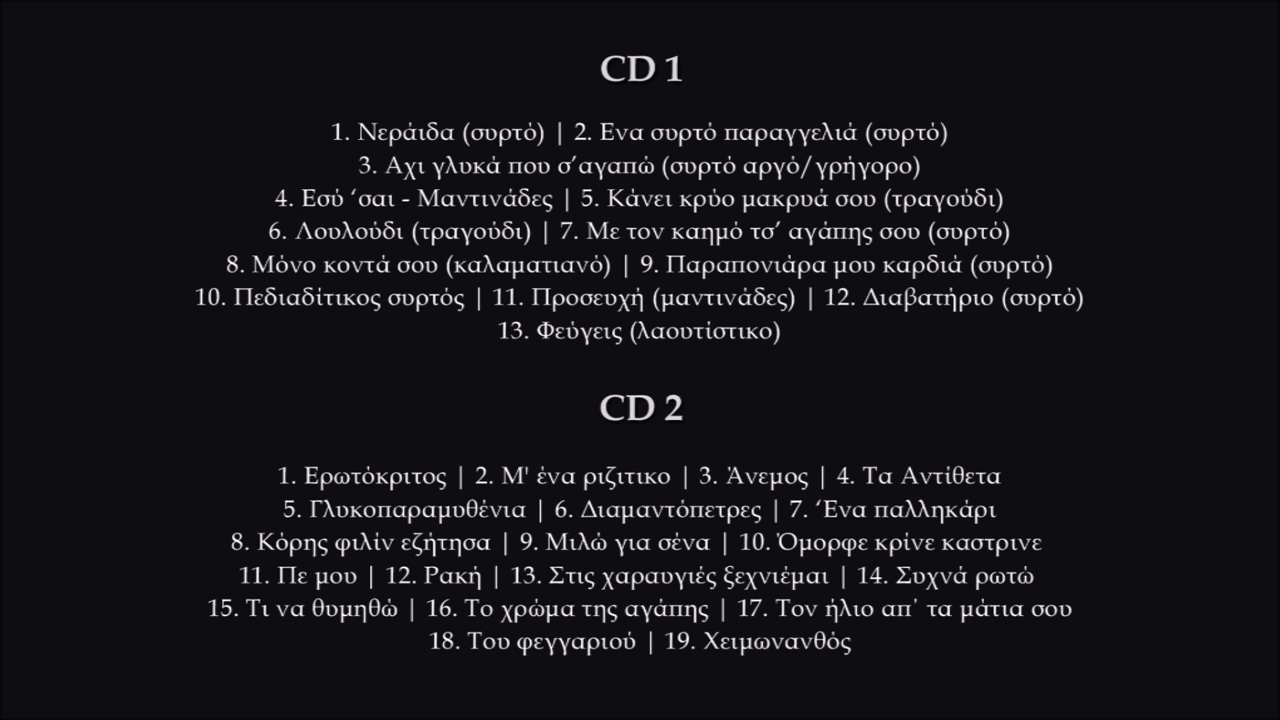 CD 1
1. Νεράιδα (συρτό) | 2. Ενα συρτό παραγγελιά (συρτό)
3. Αχι γλυκά που σ’αγαπώ (συρτό αργό/γρήγορο)
4. Εσύ ‘σαι - Μαντινάδες | 5. Κάνει κρύο μακρυά σου (τραγούδι)
6. Λουλούδι (τραγούδι) | 7. Με τον καημό τσ’ αγάπης σου (συρτό)
8. Μόνο κοντά σου (καλαματιανό) | 9. Παραπονιάρα μου καρδιά (συρτό)
10. Πεδιαδίτικος συρτός | 11. Προσευχή (μαντινάδες) | 12. Διαβατήριο (συρτό)
13. Φεύγεις (λαουτίστικο)
CD 2
1. Ερωτόκριτος | 2. Μ' ένα ριζιτικο | 3. Άνεμος | 4. Τα Αντίθετα
5. Γλυκοπαραμυθένια | 6. Διαμαντόπετρες | 7. ‘Ενα παλληκάρι
8. Κόρης φιλίν εζήτησα | 9. Μιλώ για σένα | 10. Όμορφε κρίνε καστρινε
11. Πε μου | 12. Ρακή | 13. Στις χαραυγιές ξεχνιέμαι | 14. Συχνά ρωτώ
15. Τι να θυμηθώ | 16. Το χρώμα της αγάπης | 17. Τον ήλιο απ΄ τα μάτια σου
18. Του φεγγαριού | 19. Χειμωνανθός